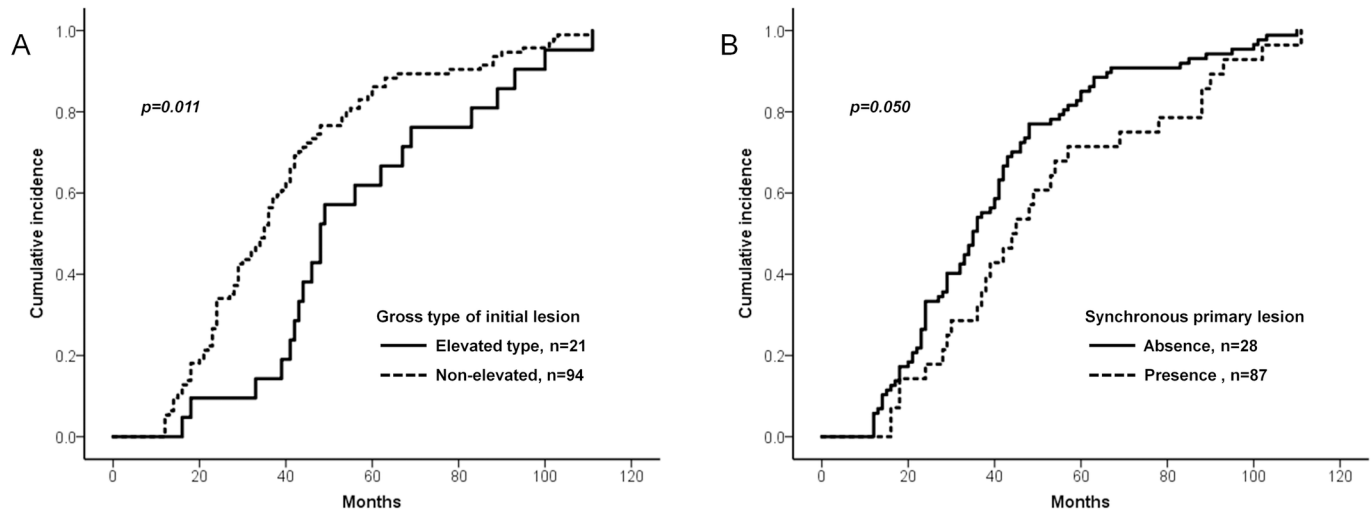 A
p=0.011
Cumulative incidence
1.0
0.8
0.6
0.4
0.2
0.0
Gross type of initial lesion
Elevated type, n=21
Non-elevated, n=94
0 20 40 60 80 100 120
Months
B
p=0.050
Cumulative incidence
1.0
0.8
0.6
0.4
0.2
0.0
Synchronous primary lesion
Absence, n=28
Presence , n=87
0 20 40 60 80 100 120
Months